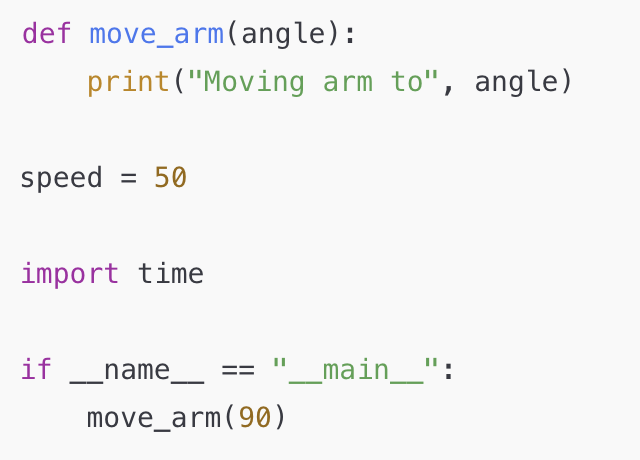 def move_arm(angle):
    print("Moving arm to", angle)
speed = 50
import time
if __name__ == "__main__":
    move_arm(90)